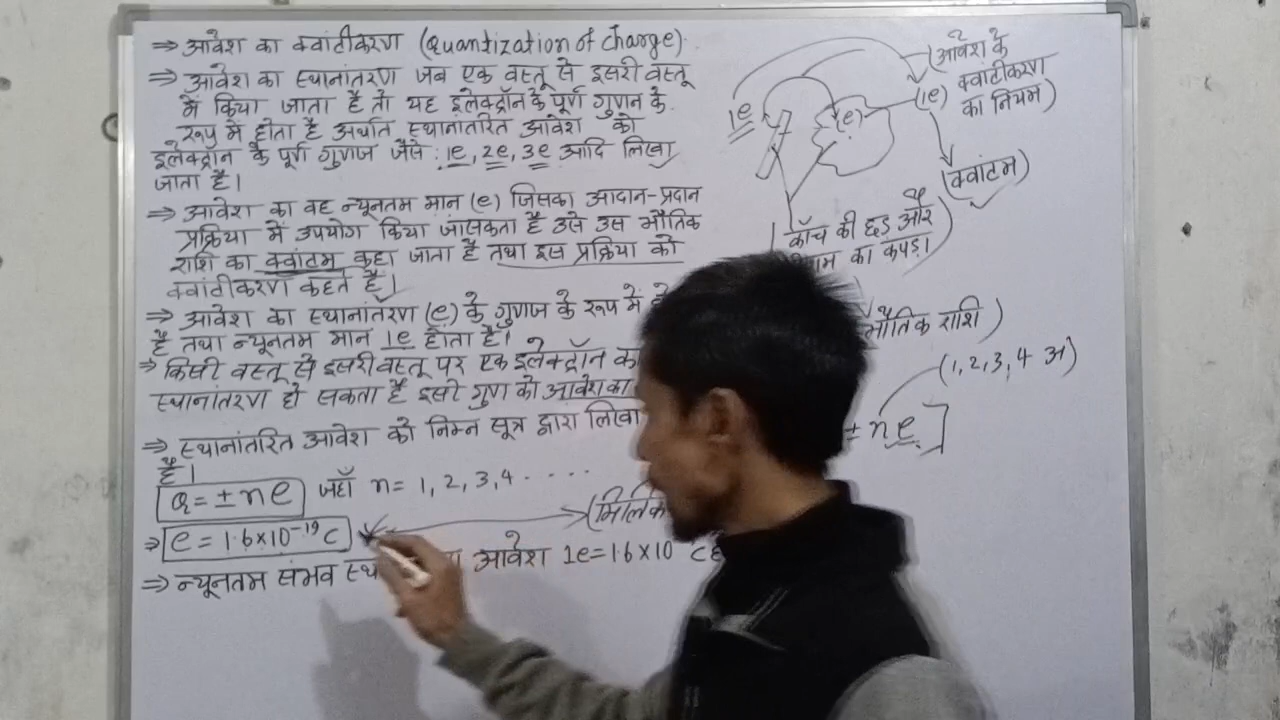 ⇒ आवेश का क्वांटीकरण (Quantization of Charge)
⇒ आवेश का स्थानांतरण जब एक वस्तू से इसरी वस्तू
में किया जाता है तो यह इलेक्ट्रॉन के पूर्ण गुणन के
रूप में होता है अर्थात स्थानांतरित आवेश को
इलेक्ट्रॉन के पूर्ण गुणज जैसे : 1e, 2e, 3e आदि लिखा
जाता है।
⇒ आवेश का वह न्यूनतम मान (e) जिसका आदान-प्रदान
प्रक्रिया में उपयोग किया जा सकता है उसे उस भौतिक
राशि का क्वांटम कहा जाता है तथा इस प्रक्रिया को
क्वांटीकरण कहते है।
⇒ आवेश का स्थानांतरण (e) के गुणज के रूप में
है तथा न्यूनतम मान 1e होता है।
⇒ किसी वस्तू से इसरी वस्तू पर एक इलेक्ट्रॉन का
स्थानांतरण हो सकता है इसी गुण को आवेश का
⇒ स्थानांतरित आवेश को निम्न सूत्र द्वारा लिखा
है।
Q = ± ne जहाँ n = 1, 2, 3, 4 .....
⇒ e = 1.6×10⁻¹⁹ C
⇒ न्यूनतम संभव आवेश 1e = 1.6 × 10 C
1e
(e)
(1e)
(आवेश के
क्वांटीकरण
का नियम)
(क्वांटम)
काँच की छड़ और
का कपड़ा
भौतिक राशि)
(1, 2, 3, 4
± ne]